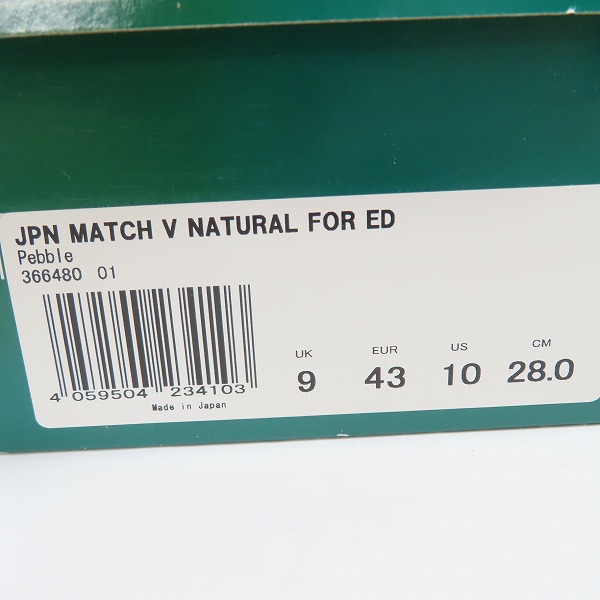 JPN MATCH V NATURAL FOR ED
Pebble
366480 01
4 059504 234103
Made in Japan
UK EUR US CM
9 43 10 28.0